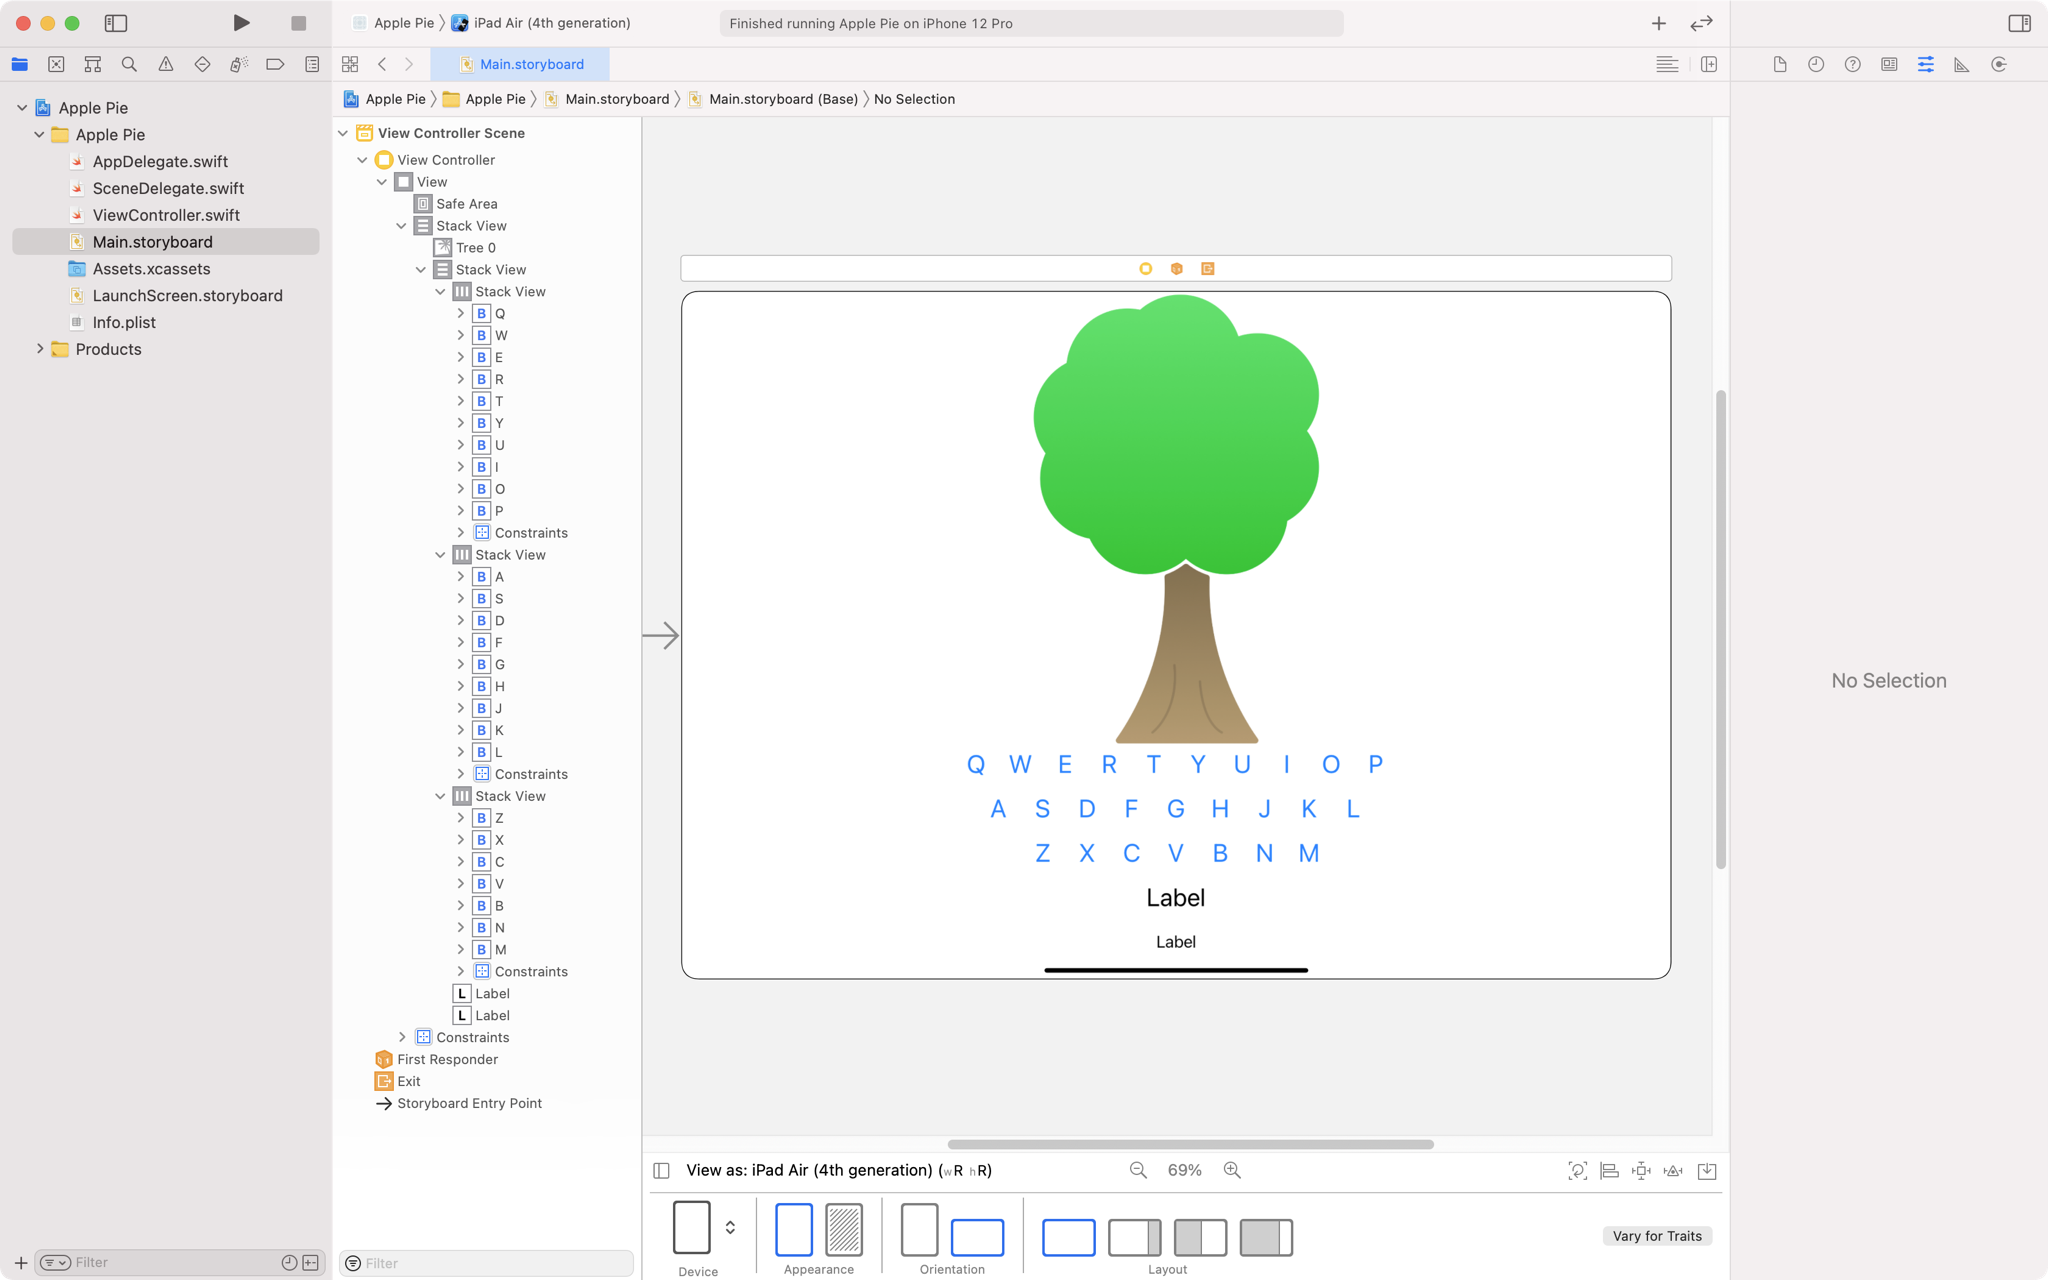 Apple Pie
iPad Air (4th generation)
Finished running Apple Pie on iPhone 12 Pro
Main.storyboard
Apple Pie
Apple Pie
Main.storyboard
Main.storyboard (Base)
No Selection
Apple Pie
Apple Pie
AppDelegate.swift
SceneDelegate.swift
ViewController.swift
Main.storyboard
Assets.xcassets
LaunchScreen.storyboard
Info.plist
Products
Filter
View Controller Scene
View Controller
View
Safe Area
Stack View
Tree 0
Stack View
Stack View
B Q
B W
B E
B R
B T
B Y
B U
B I
B O
B P
Constraints
Stack View
B A
B S
B D
B F
B G
B H
B J
B K
B L
Constraints
Stack View
B Z
B X
B C
B V
B B
B N
B M
Constraints
L Label
L Label
Constraints
First Responder
Exit
Storyboard Entry Point
Filter
Q W E R T Y U I O P
A S D F G H J K L
Z X C V B N M
Label
Label
View as: iPad Air (4th generation) (wR hR)
69%
Device
Appearance
Orientation
Layout
Vary for Traits
No Selection